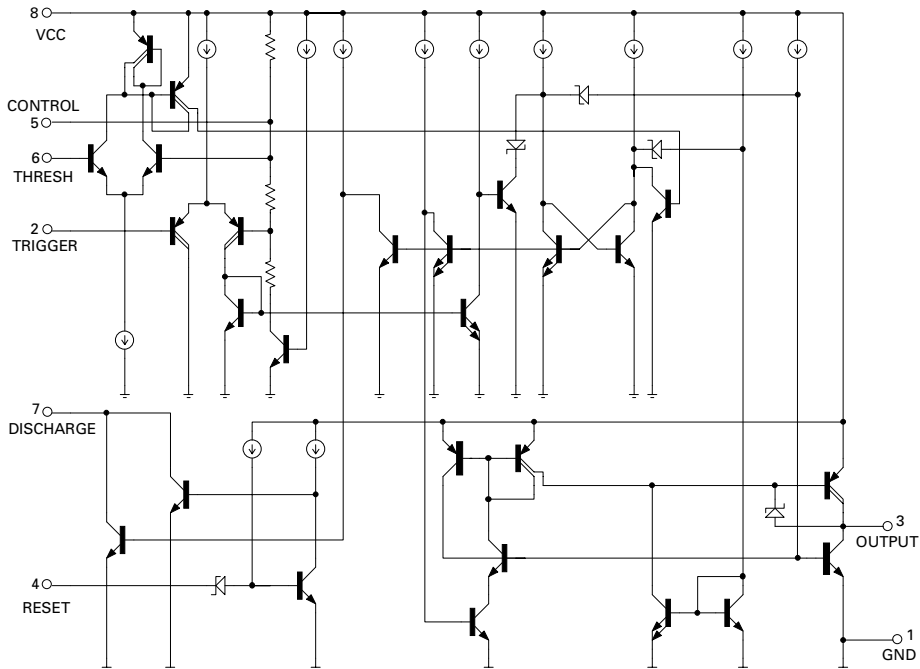 8
VCC
CONTROL
5
6
THRESH
2
TRIGGER
7
DISCHARGE
3
OUTPUT
4
RESET
1
GND